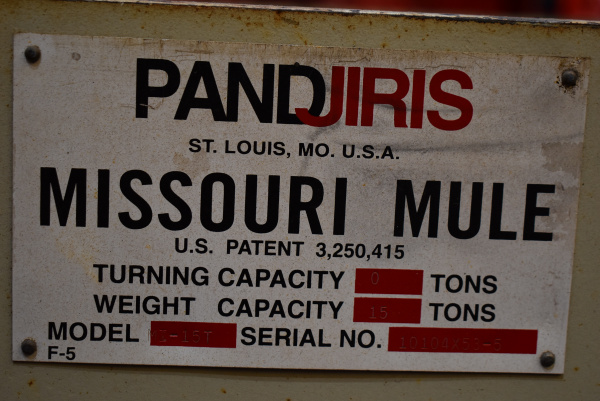 PANDJIRIS
ST. LOUIS, MO. U.S.A.
MISSOURI MULE
U.S. PATENT 3,250,415
TURNING CAPACITY 0 TONS
WEIGHT CAPACITY 15 TONS
MODEL SERIAL NO.
F-5